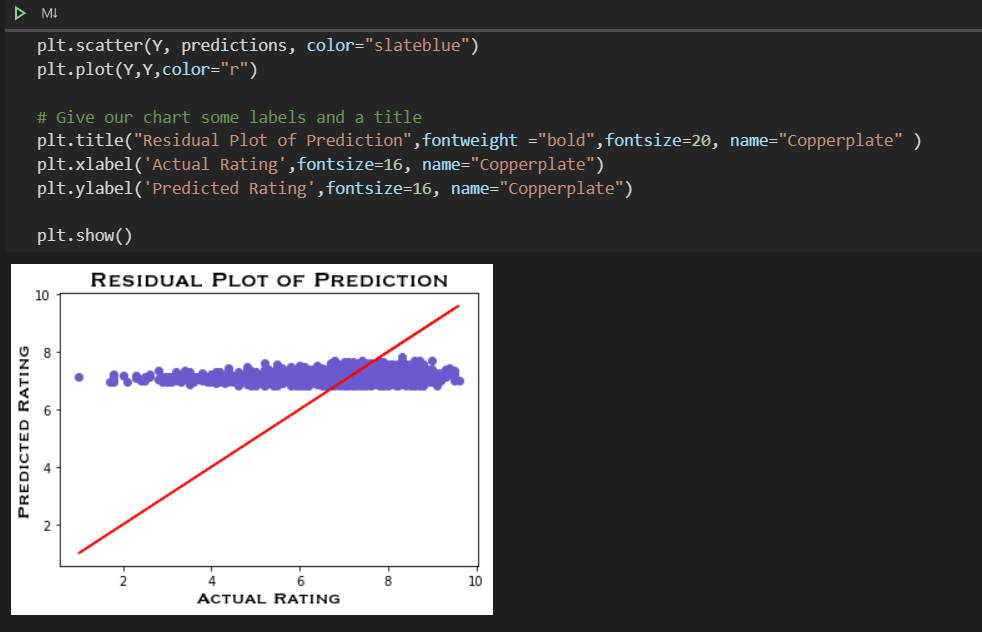 M↓
plt.scatter(Y, predictions, color="slateblue")
plt.plot(Y,Y,color="r")
# Give our chart some labels and a title
plt.title("Residual Plot of Prediction",fontweight ="bold",fontsize=20, name="Copperplate" )
plt.xlabel('Actual Rating',fontsize=16, name="Copperplate")
plt.ylabel('Predicted Rating',fontsize=16, name="Copperplate")
plt.show()
Residual Plot of Prediction
Predicted Rating
10
8
6
4
2
2 4 6 8 10
Actual Rating